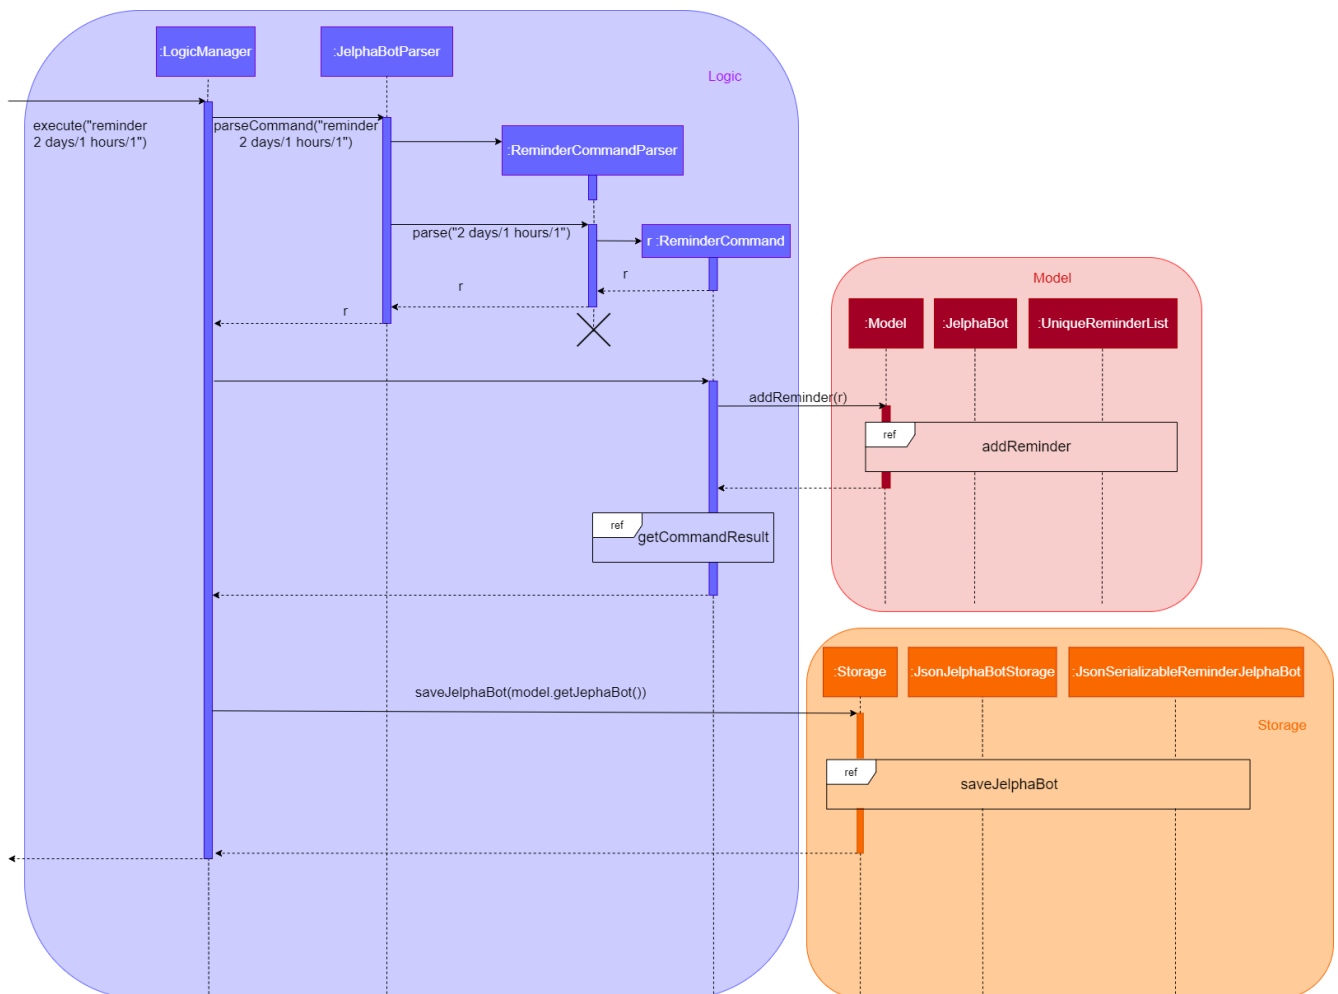 :LogicManager
:JelphaBotParser
Logic
execute("reminder
2 days/1 hours/1")
parseCommand("reminder
2 days/1 hours/1")
:ReminderCommandParser
parse("2 days/1 hours/1")
r :ReminderCommand
r
r
r
Model
:Model
:JelphaBot
:UniqueReminderList
addReminder(r)
ref
addReminder
ref
getCommandResult
:Storage
:JsonJelphaBotStorage
:JsonSerializableReminderJelphaBot
saveJelphaBot(model.getJephaBot())
Storage
ref
saveJelphaBot